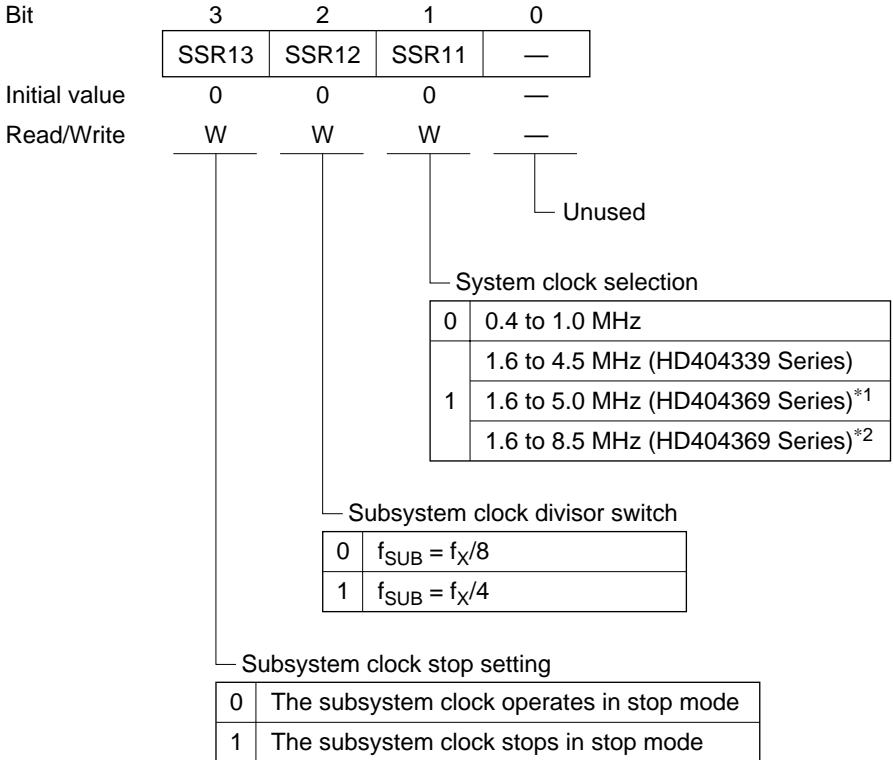 Bit 3 2 1 0
SSR13 SSR12 SSR11 —
Initial value 0 0 0 —
Read/Write W W W —
Unused
System clock selection
0 0.4 to 1.0 MHz
1.6 to 4.5 MHz (HD404339 Series)
1 1.6 to 5.0 MHz (HD404369 Series)*1
1.6 to 8.5 MHz (HD404369 Series)*2
Subsystem clock divisor switch
0 fSUB = fX/8
1 fSUB = fX/4
Subsystem clock stop setting
0 The subsystem clock operates in stop mode
1 The subsystem clock stops in stop mode